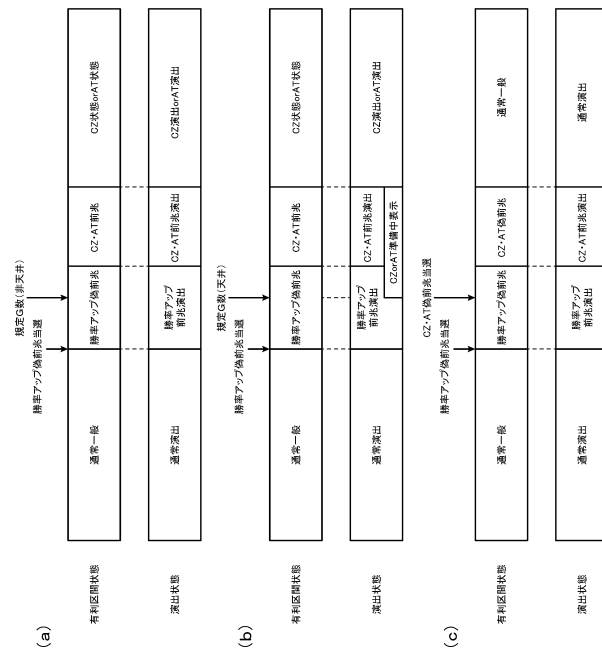 (a)
規定G数(非天井)
勝率アップ偽前兆当選
有利区間状態
通常一般
勝率アップ偽前兆
CZ・AT前兆
CZ状態orAT状態
演出状態
通常演出
勝率アップ
前兆演出
CZ・AT前兆演出
CZ演出orAT演出
(b)
規定G数(天井)
勝率アップ偽前兆当選
有利区間状態
通常一般
勝率アップ偽前兆
CZ・AT前兆
CZ状態orAT状態
演出状態
通常演出
勝率アップ
前兆演出
CZ・AT前兆演出
CZorAT準備中表示
CZ演出orAT演出
(c)
CZ・AT偽前兆当選
勝率アップ偽前兆当選
有利区間状態
通常一般
勝率アップ偽前兆
CZ・AT偽前兆
通常一般
演出状態
通常演出
勝率アップ
前兆演出
CZ・AT前兆演出
通常演出